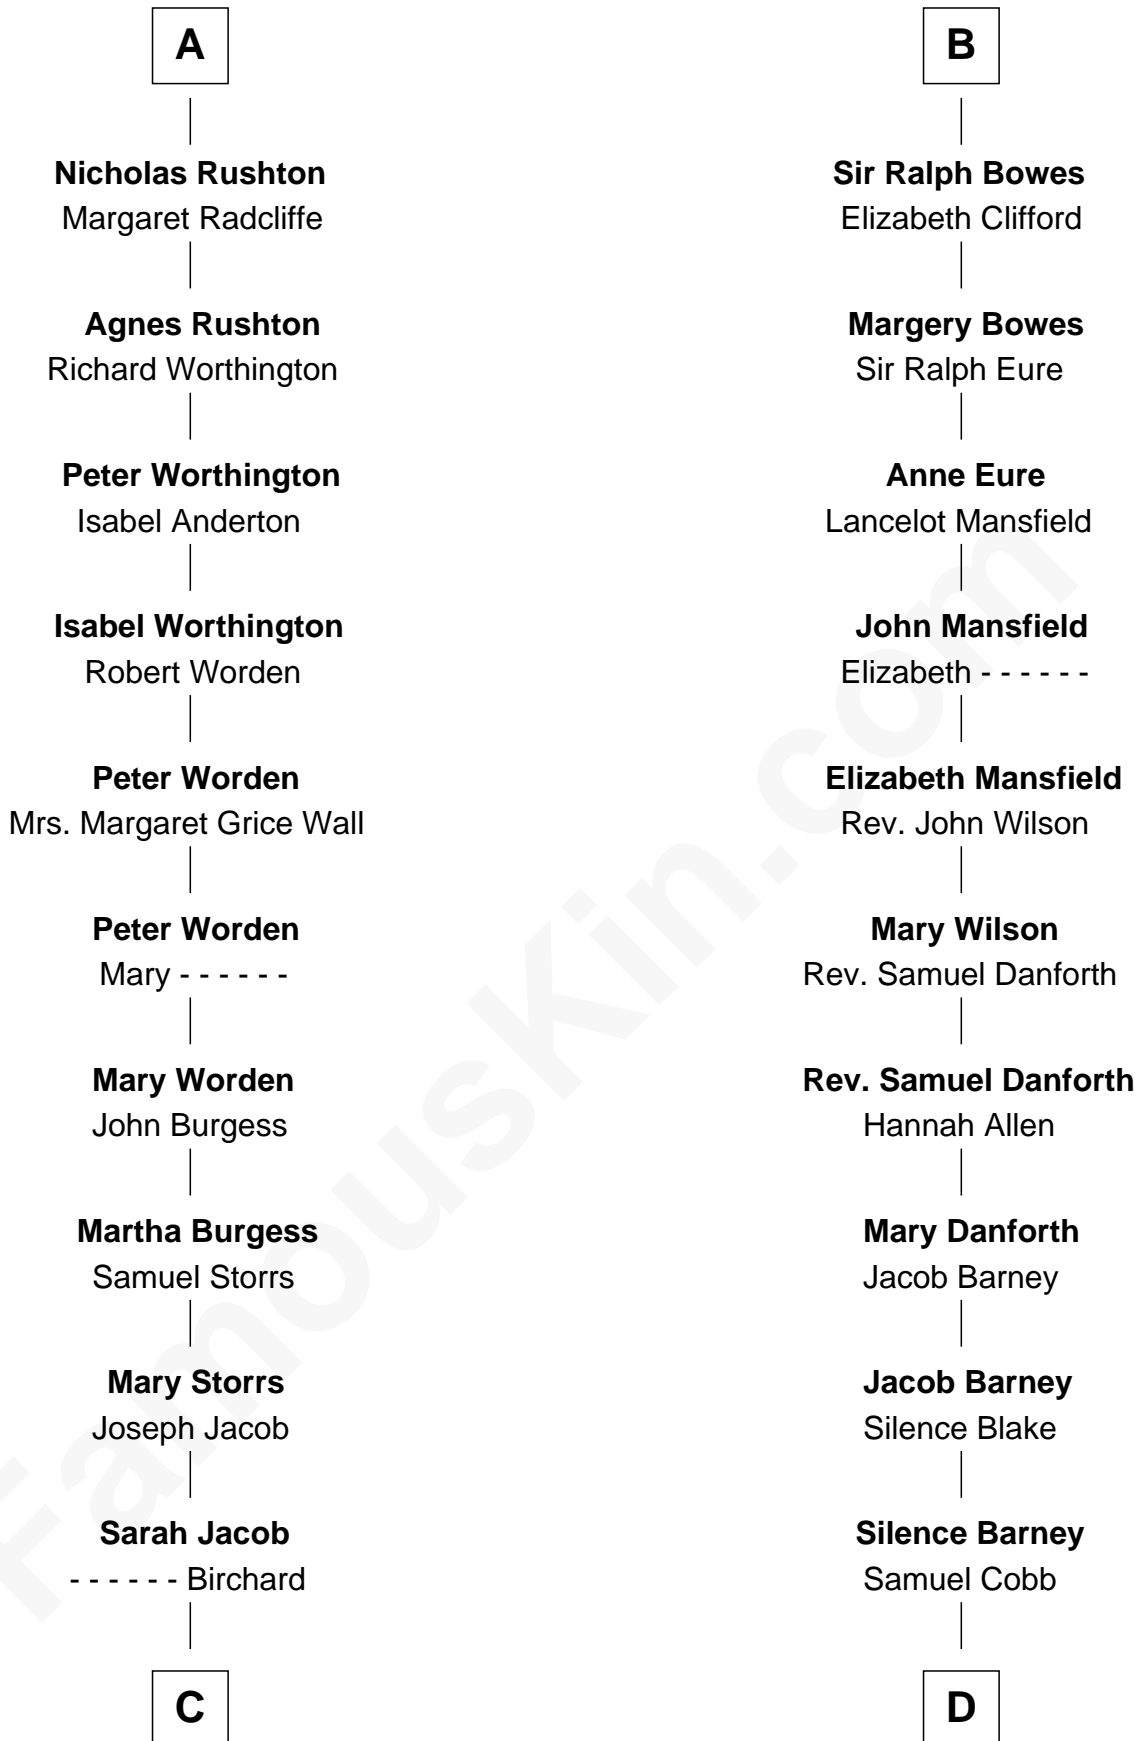 A
Nicholas Rushton
Margaret Radcliffe
Agnes Rushton
Richard Worthington
Peter Worthington
Isabel Anderton
Isabel Worthington
Robert Worden
Peter Worden
Mrs. Margaret Grice Wall
Peter Worden
Mary - - - - - -
Mary Worden
John Burgess
Martha Burgess
Samuel Storrs
Mary Storrs
Joseph Jacob
Sarah Jacob
- - - - - - Birchard
C
B
Sir Ralph Bowes
Elizabeth Clifford
Margery Bowes
Sir Ralph Eure
Anne Eure
Lancelot Mansfield
John Mansfield
Elizabeth - - - - - -
Elizabeth Mansfield
Rev. John Wilson
Mary Wilson
Rev. Samuel Danforth
Rev. Samuel Danforth
Hannah Allen
Mary Danforth
Jacob Barney
Jacob Barney
Silence Blake
Silence Barney
Samuel Cobb
D
FamousKin.com